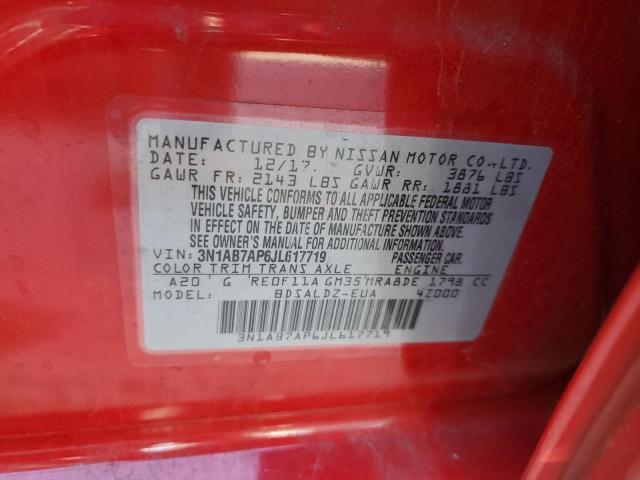 MANUFACTURED BY NISSAN MOTOR CO.,LTD.
DATE: 12/17. GVWR: 3876 LBS
GAWR FR: 2143 LBS GAWR RR: 1881 LBS
THIS VEHICLE CONFORMS TO ALL APPLICABLE FEDERAL MOTOR
VEHICLE SAFETY, BUMPER AND THEFT PREVENTION STANDARDS
IN EFFECT ON THE DATE OF MANUFACTURE SHOWN ABOVE.
SEE OWNER'S MANUAL FOR ADDITIONAL INFORMATION.
VIN: 3N1AB7AP6JL617719 PASSENGER CAR.
COLOR TRIM TRANS AXLE ENGINE
A20 G RE0F11A GM35 MRA8DE 1798 CC
MODEL: BDSALDZ-EUA 4Z000
3N1AB7AP6JL617719